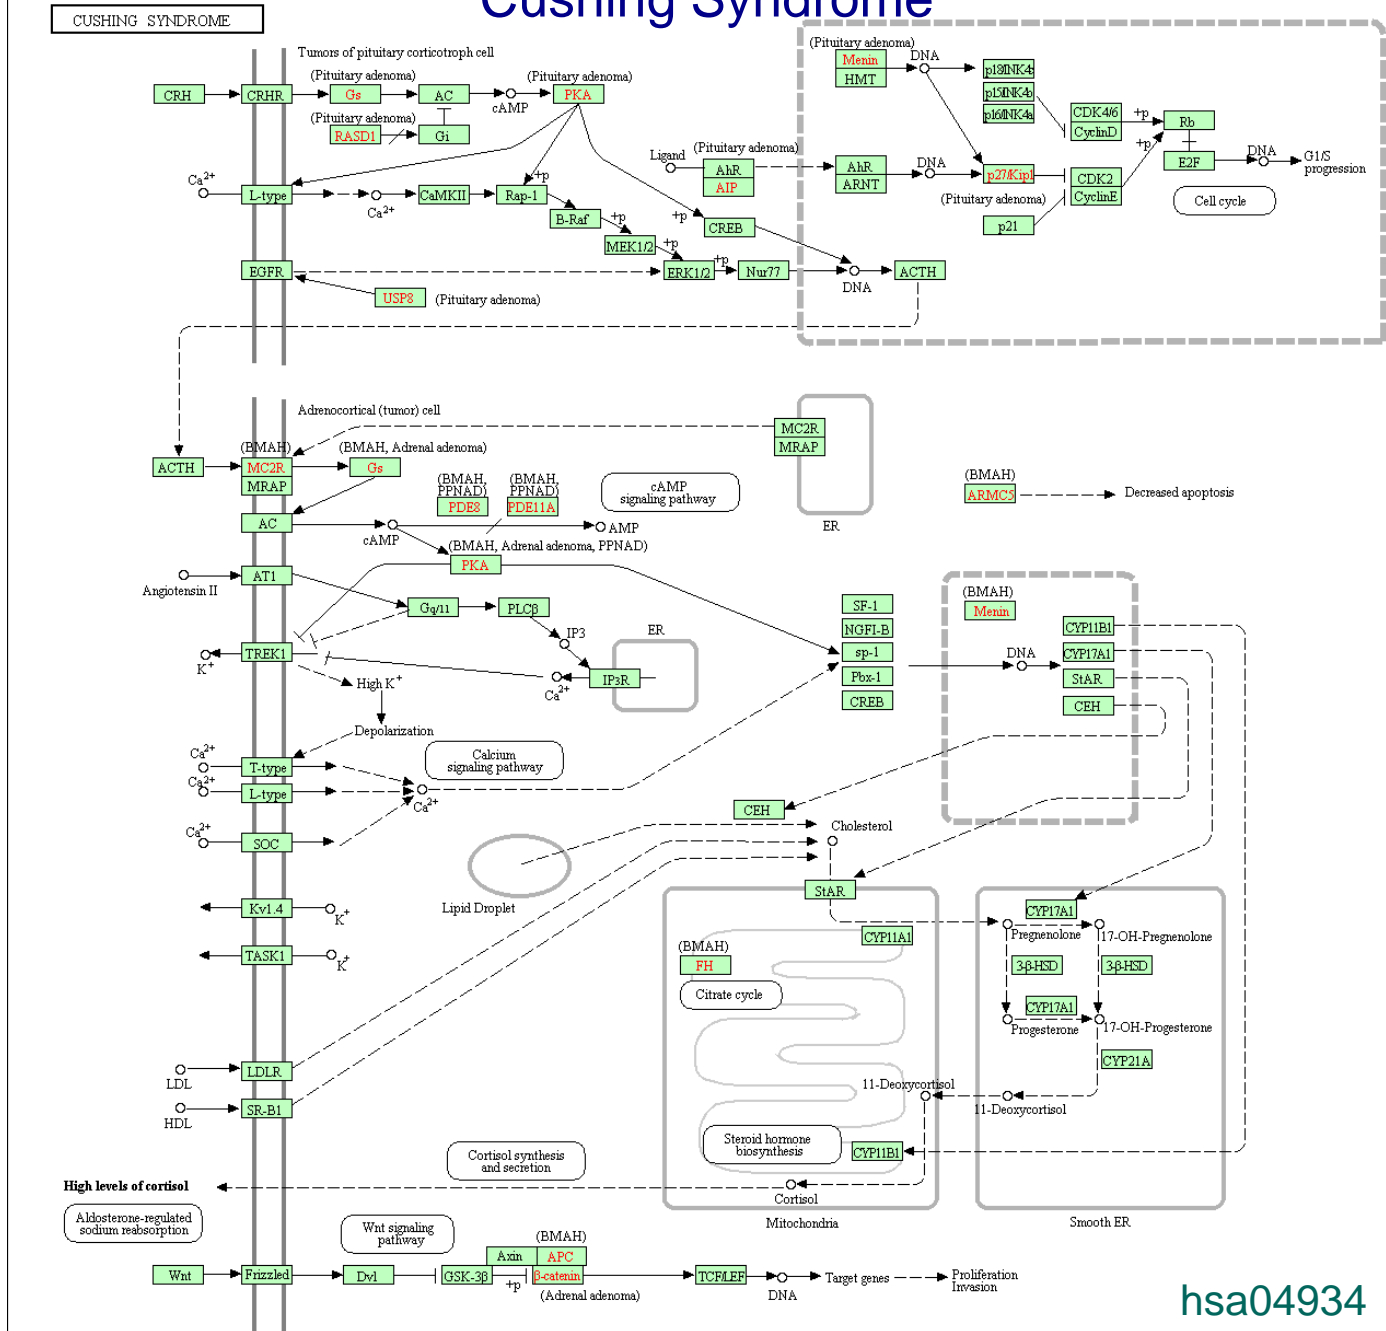 Cushing Syndrome
CUSHING SYNDROME
Tumors of pituitary corticotroph cell
(Pituitary adenoma)
(Pituitary adenoma)
(Pituitary adenoma)
CRH
CRHR
Gs
AC
cAMP
PKA
(Pituitary adenoma)
RASD1
Gi
Menin
HMT
DNA
p18INK4c
p15INK4b
p16INK4a
CDK4/6
CyclinD
+p
+p
Rb
E2F
DNA
G1/S
progression
Cell cycle
(Pituitary adenoma)
Ligand
AhR
AIP
AhR
ARNT
DNA
p27/Kip1
(Pituitary adenoma)
CDK2
CyclinE
p21
Ca2+
L-type
Ca2+
CaMKII
+p
Rap-1
B-Raf
+p
MEK1/2
+p
ERK1/2
+p
Nur77
+p
CREB
DNA
ACTH
EGFR
USP8
(Pituitary adenoma)
Adrenocortical (tumor) cell
MC2R
MRAP
ER
(BMAH)
(BMAH, Adrenal adenoma)
ACTH
MC2R
MRAP
Gs
(BMAH,
PPNAD)
PDE8
(BMAH,
PPNAD)
PDE11A
cAMP
signaling pathway
(BMAH)
ARMC5
Decreased apoptosis
AC
cAMP
AMP
(BMAH, Adrenal adenoma, PPNAD)
PKA
Angiotensin II
AT1
Gq/11
PLCβ
IP3
ER
IP3R
Ca2+
K+
TREK1
High K+
Depolarization
SF-1
NGFI-B
sp-1
Pbx-1
CREB
(BMAH)
Menin
DNA
CYP11B1
CYP17A1
StAR
CEH
Ca2+
T-type
Ca2+
L-type
Ca2+
Calcium
signaling pathway
Ca2+
SOC
CEH
Cholesterol
Lipid Droplet
StAR
Kv1.4
K+
TASK1
K+
CYP11A1
(BMAH)
FH
Citrate cycle
CYP17A1
Pregnenolone
17-OH-Pregnenolone
3-β-HSD
3-β-HSD
CYP17A1
Progesterone
17-OH-Progesterone
CYP21A
LDL
LDLR
HDL
SR-B1
11-Deoxycortisol
11-Deoxycortisol
Steroid hormone
biosynthesis
CYP11B1
Cortisol synthesis
and secretion
High levels of cortisol
Cortisol
Mitochondria
Smooth ER
Aldosterone-regulated
sodium reabsorption
Wnt signaling
pathway
(BMAH)
Wnt
Frizzled
Dvl
GSK-3β
Axin
APC
+p
β-catenin
(Adrenal adenoma)
TCF/LEF
DNA
Target genes
Proliferation
Invasion
hsa04934